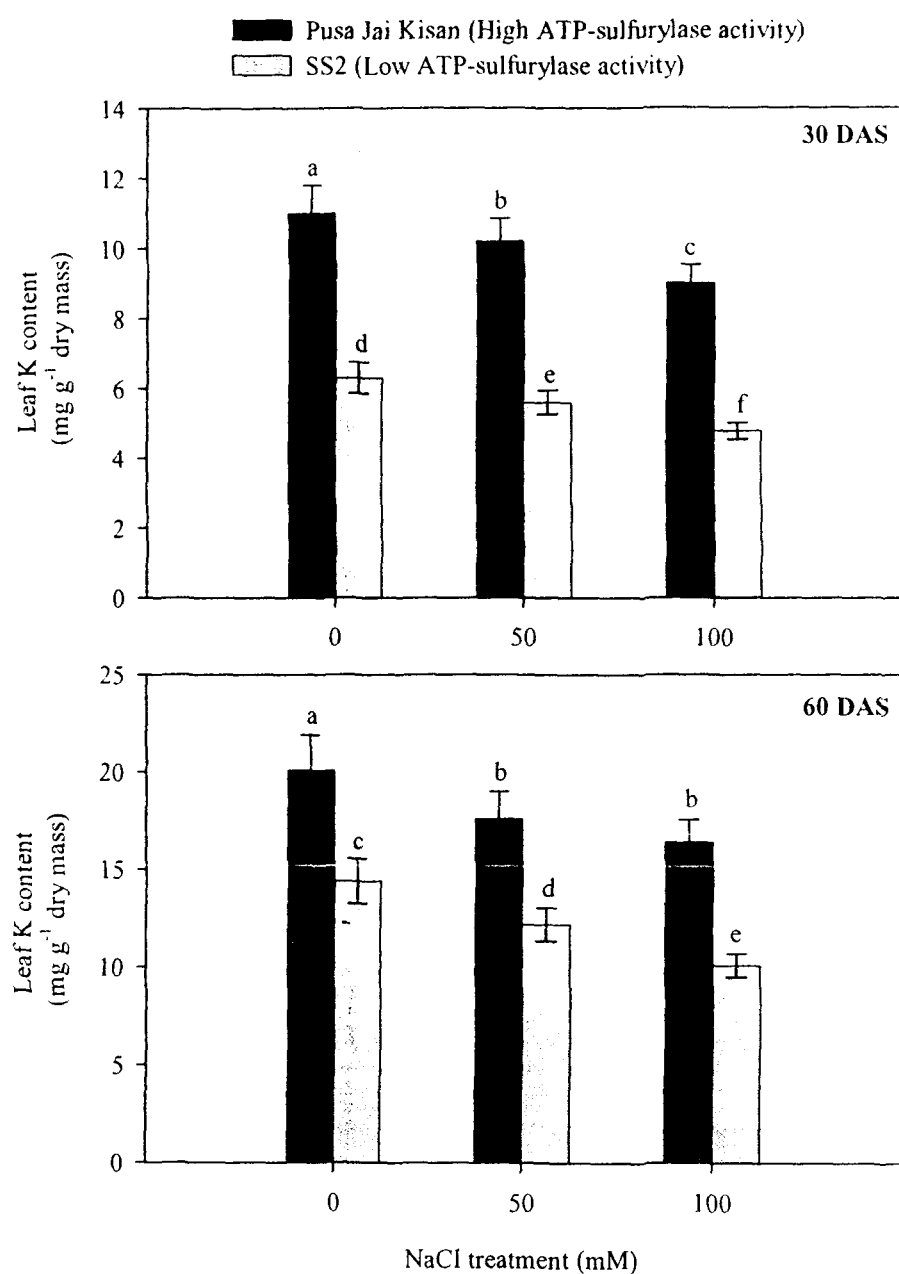 Pusa Jai Kisan (High ATP-sulfurylase activity)
SS2 (Low ATP-sulfurylase activity)
30 DAS
14
12
10
8
6
4
2
0
Leaf K content
(mg g⁻¹ dry mass)
a
b
c
d
e
f
0
50
100
60 DAS
25
20
15
10
5
0
Leaf K content
(mg g⁻¹ dry mass)
a
b
b
c
d
e
0
50
100
NaCl treatment (mM)